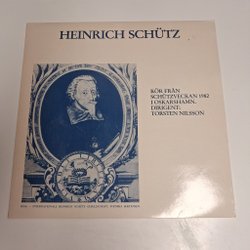 HEINRICH SCHÜTZ
KÖR FRÅN
SCHÜTZVECKAN 1982
I OSKARSHAMN.
DIRIGENT:
TORSTEN NILSSON